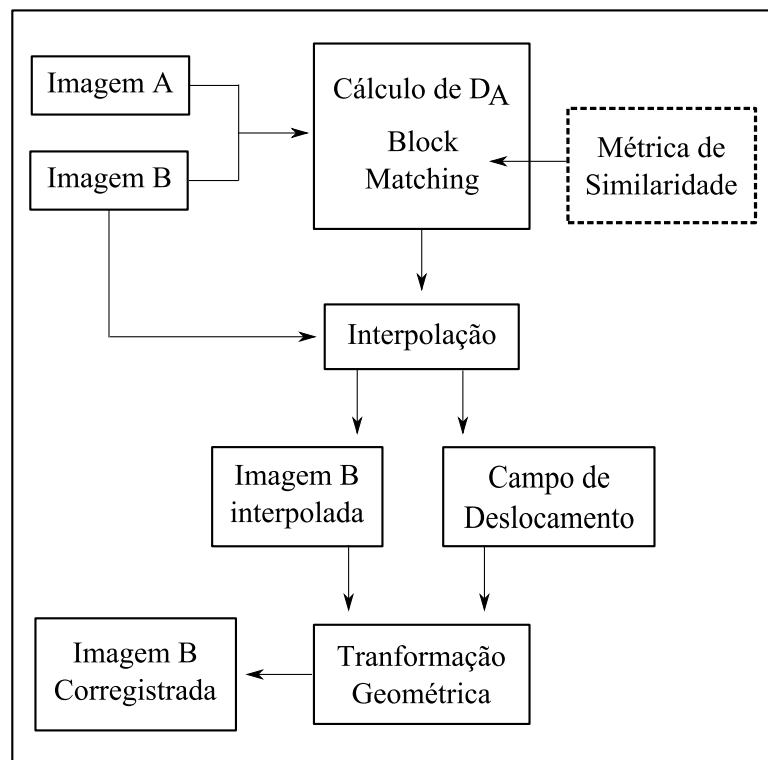 Imagem A
Imagem B
Cálculo de DA
Block
Matching
Métrica de
Similaridade
Interpolação
Imagem B
interpolada
Campo de
Deslocamento
Imagem B
Corregistrada
Tranformação
Geométrica